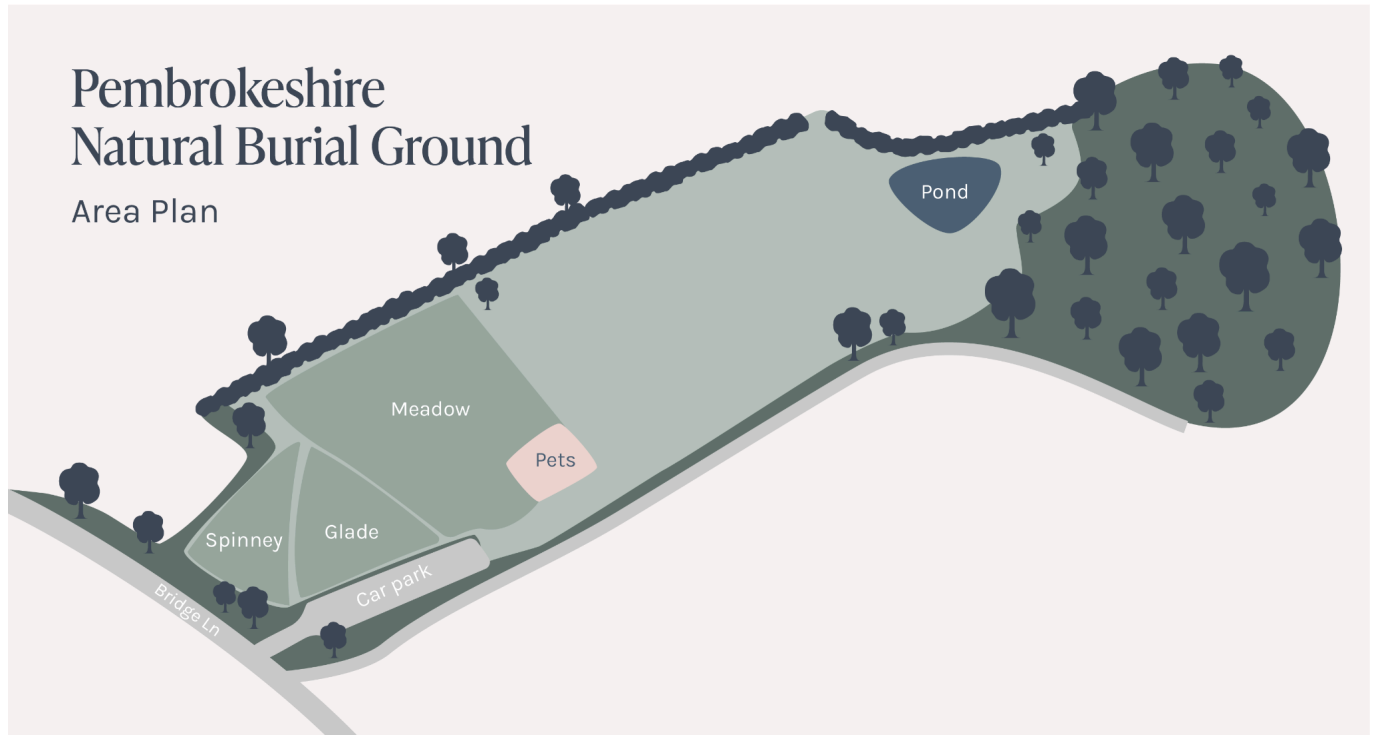 Pembrokeshire
Natural Burial Ground
Area Plan
Pond
Meadow
Pets
Spinney
Glade
Car park
Bridge Ln